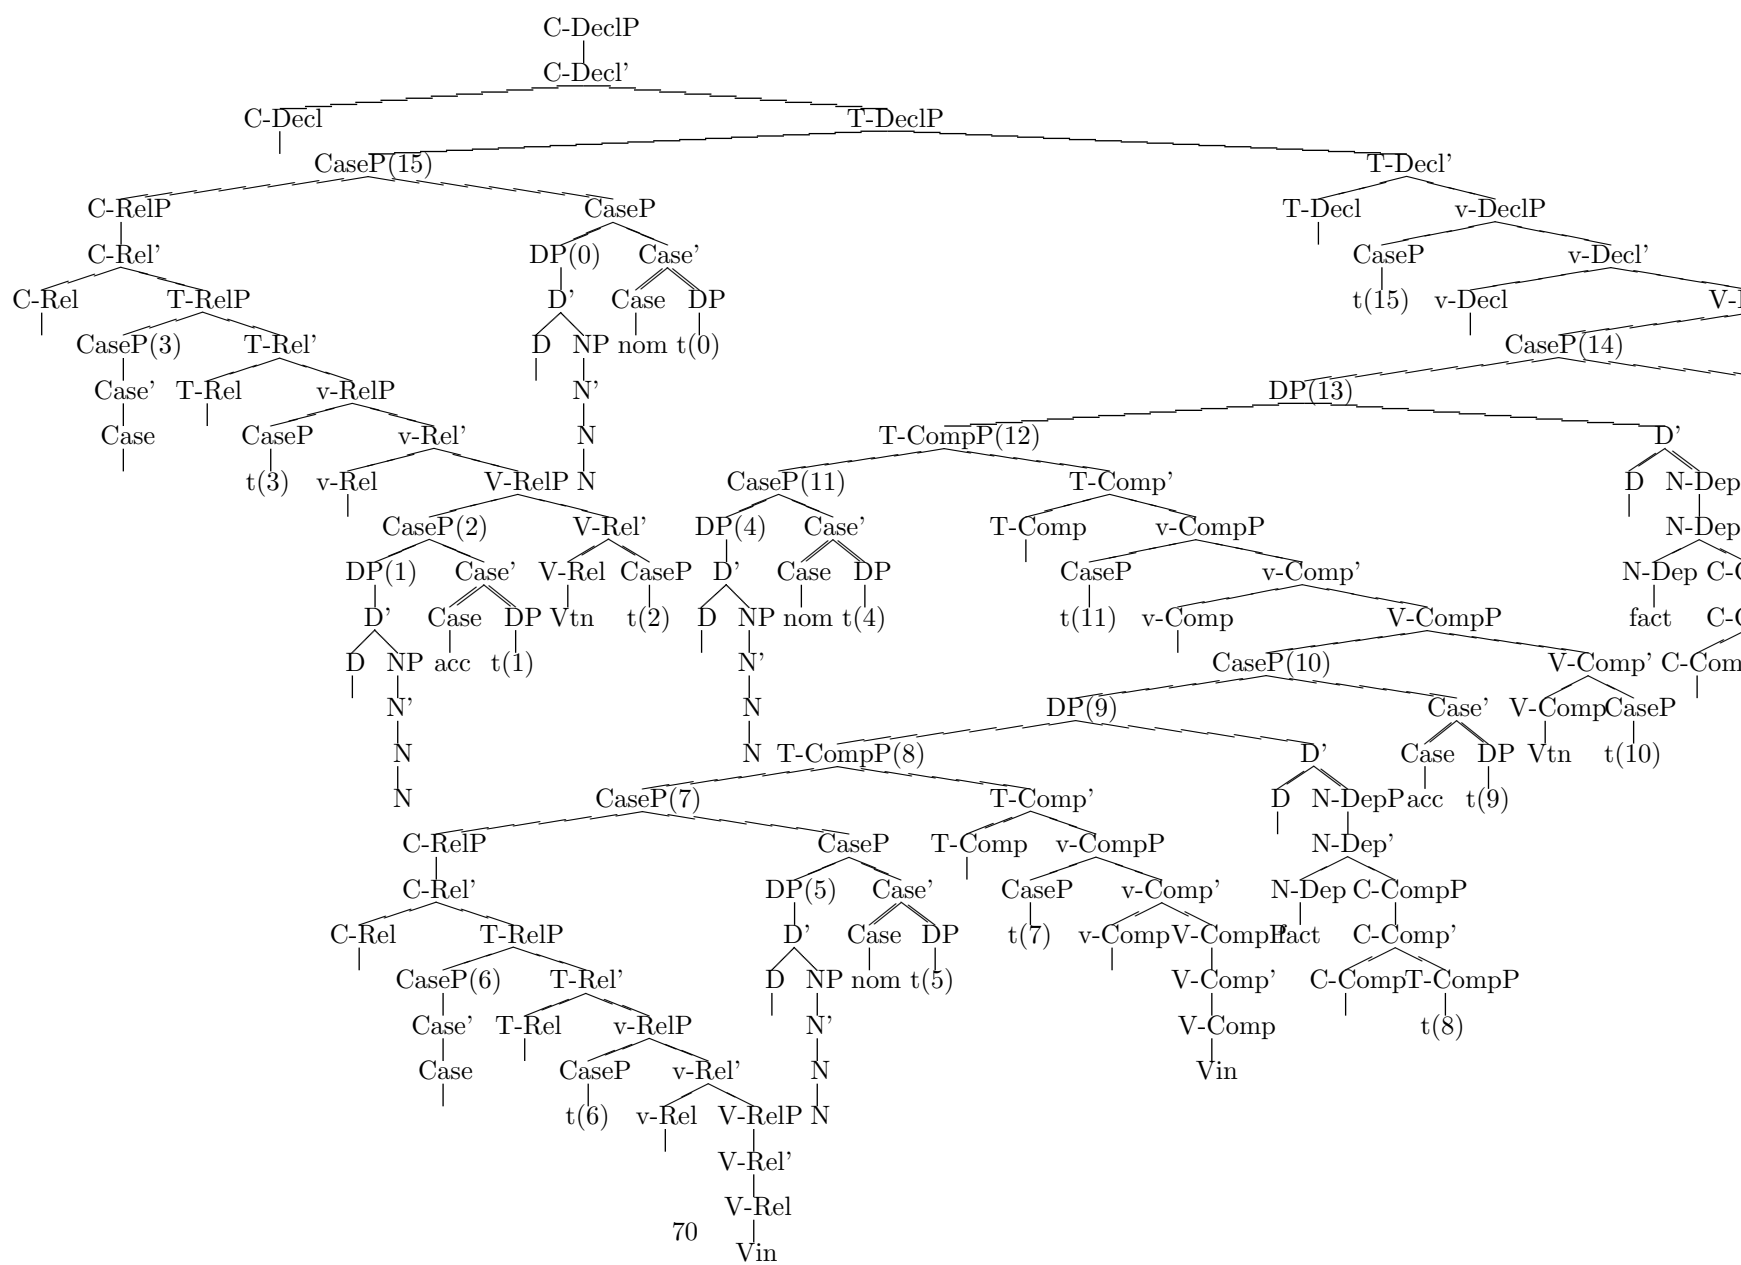 C-DeclP
C-Decl'
C-Decl T-DeclP
CaseP(15) T-Decl'
C-RelP CaseP T-Decl v-DeclP
C-Rel' DP(0) Case' CaseP v-Decl'
C-Rel T-RelP D' Case DP t(15) v-Decl
CaseP(3) T-Rel' D NP nom t(0) CaseP(14)
Case' T-Rel v-RelP N' DP(13)
Case CaseP v-Rel' N T-CompP(12) D'
t(3) v-Rel V-RelP N CaseP(11) T-Comp' D N-Dep
CaseP(2) V-Rel' DP(4) Case' T-Comp v-CompP N-Dep
DP(1) Case' V-Rel CaseP D' Case DP CaseP v-Comp' N-Dep C-C
D' Case DP Vtn t(2) D NP nom t(4) t(11) v-Comp V-CompP fact C-C
D NP acc t(1) N' CaseP(10) V-Comp' C-Com
N' N DP(9) Case' V-Comp CaseP
N N T-CompP(8) D' Case DP Vtn t(10)
N CaseP(7) T-Comp' D N-DepP acc t(9)
C-RelP CaseP T-Comp v-CompP N-Dep'
C-Rel' DP(5) Case' CaseP v-Comp' N-Dep C-CompP
C-Rel T-RelP D' Case DP t(7) v-Comp V-CompP fact C-Comp'
CaseP(6) T-Rel' D NP nom t(5) V-Comp' C-Comp T-CompP
Case' T-Rel v-RelP N' V-Comp t(8)
Case CaseP v-Rel' N Vin
t(6) v-Rel V-RelP N
V-Rel'
V-Rel
70
Vin